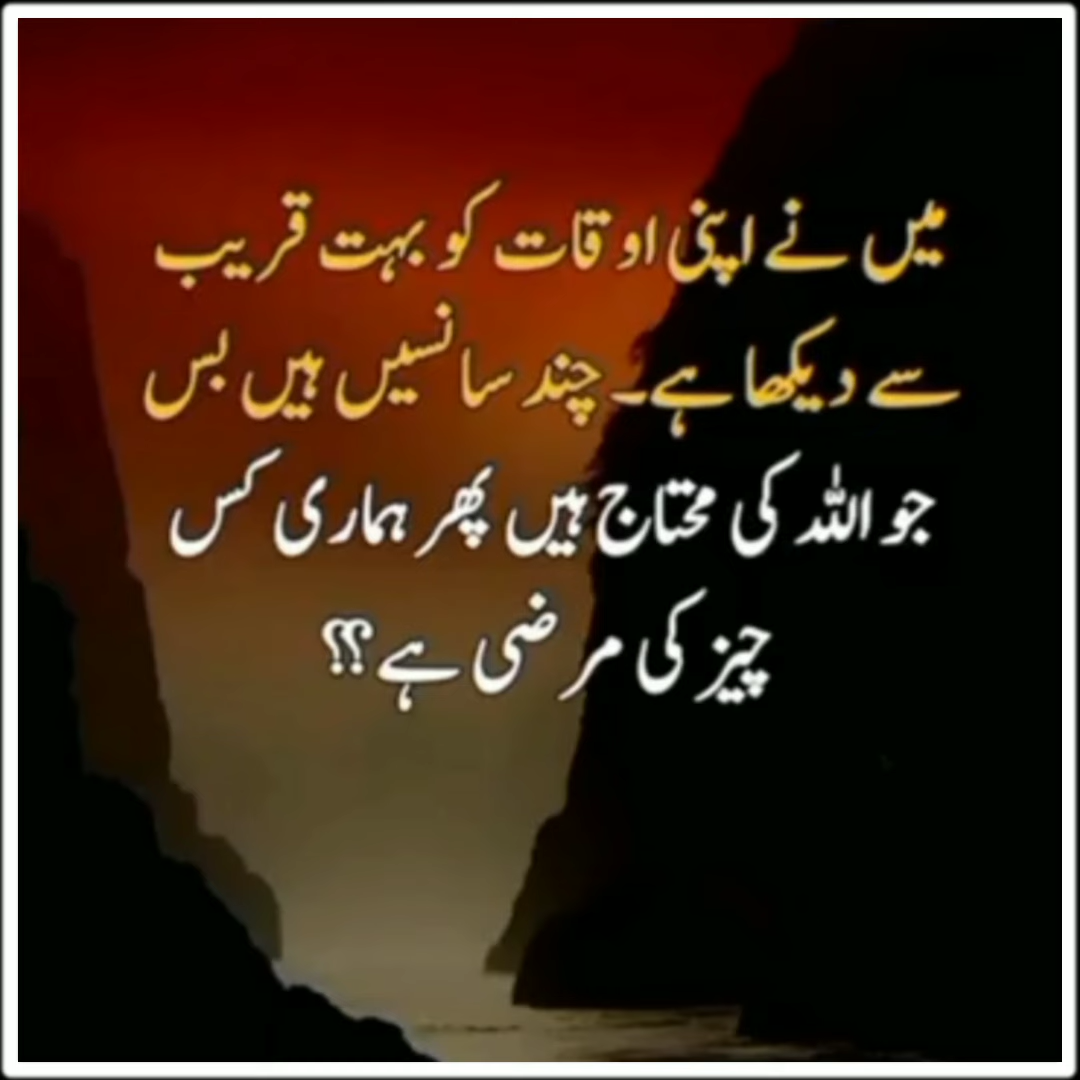 میں نے اپنی اوقات کو بہت قریب
سے دیکھا ہے۔ چند سانسیں ہیں بس
جو اللہ کی محتاج ہیں پھر ہماری کس
چیز کی مرضی ہے؟؟